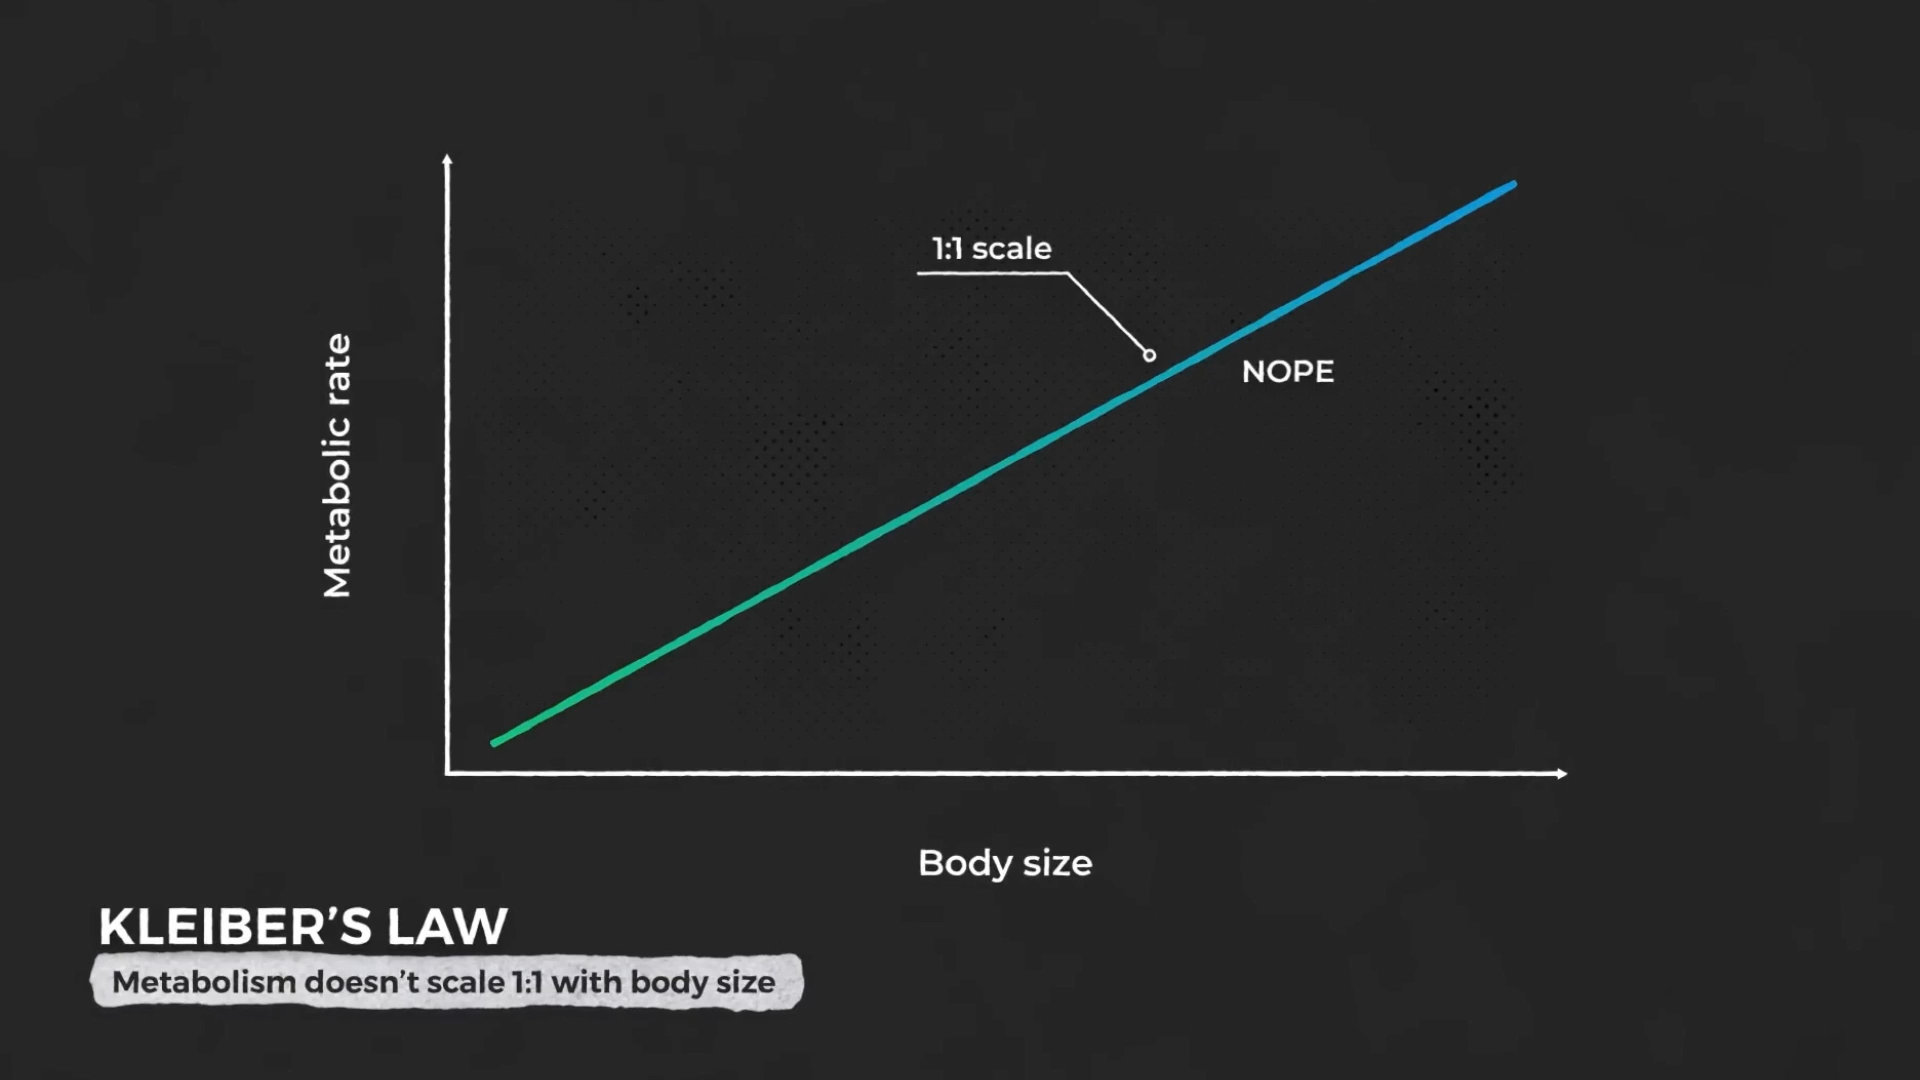 1:1 scale
NOPE
Metabolic rate
Body size
KLEIBER’S LAW
Metabolism doesn’t scale 1:1 with body size